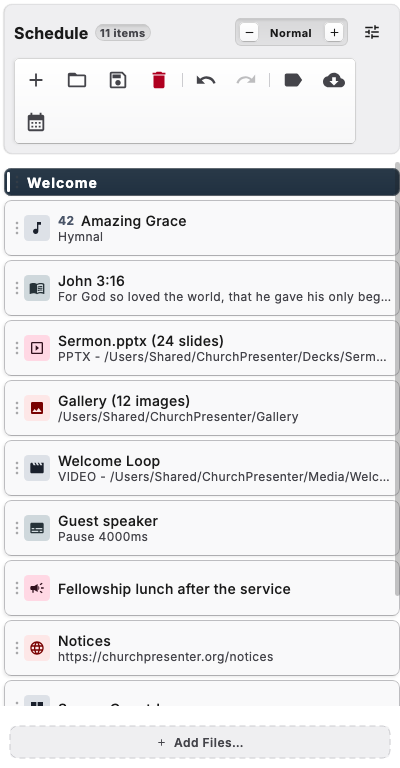 Schedule 11 items
− Normal +
Welcome
42 Amazing Grace
Hymnal
John 3:16
For God so loved the world, that he gave his only beg...
Sermon.pptx (24 slides)
PPTX - /Users/Shared/ChurchPresenter/Decks/Serm...
Gallery (12 images)
/Users/Shared/ChurchPresenter/Gallery
Welcome Loop
VIDEO - /Users/Shared/ChurchPresenter/Media/Welc...
Guest speaker
Pause 4000ms
Fellowship lunch after the service
Notices
https://churchpresenter.org/notices
+ Add Files...